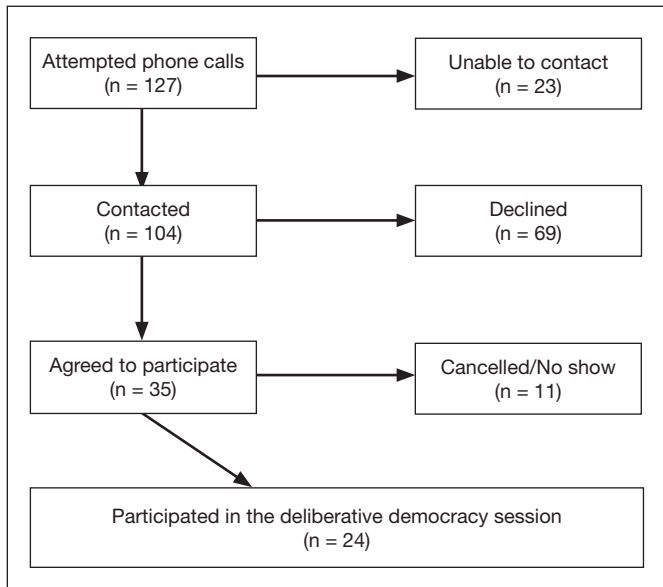 Attempted phone calls
(n = 127)
Unable to contact
(n = 23)
Contacted
(n = 104)
Declined
(n = 69)
Agreed to participate
(n = 35)
Cancelled/No show
(n = 11)
Participated in the deliberative democracy session
(n = 24)